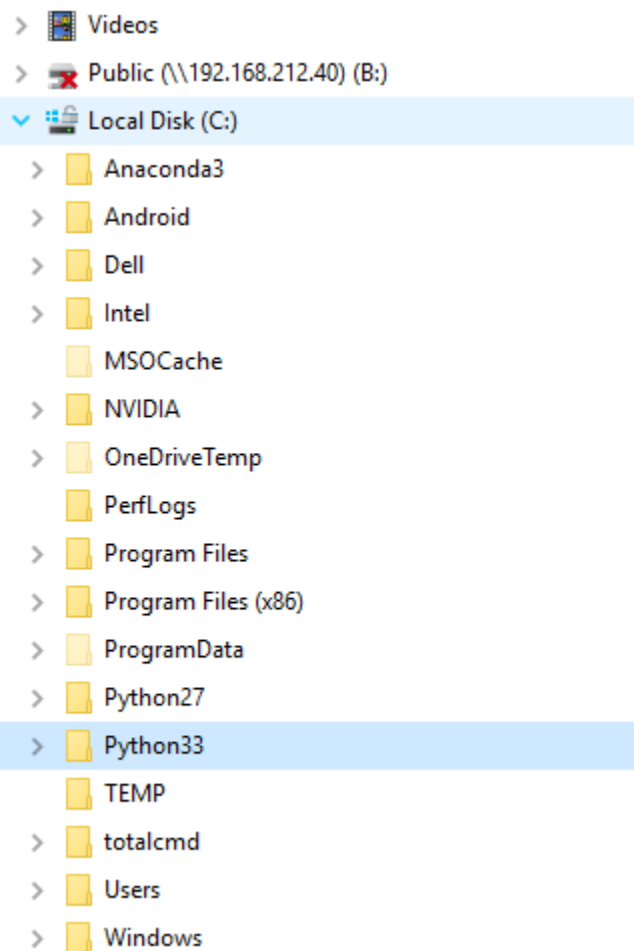 Videos
Public (\\192.168.212.40) (B:)
Local Disk (C:)
Anaconda3
Android
Dell
Intel
MSOCache
NVIDIA
OneDriveTemp
PerfLogs
Program Files
Program Files (x86)
ProgramData
Python27
Python33
TEMP
totalcmd
Users
Windows